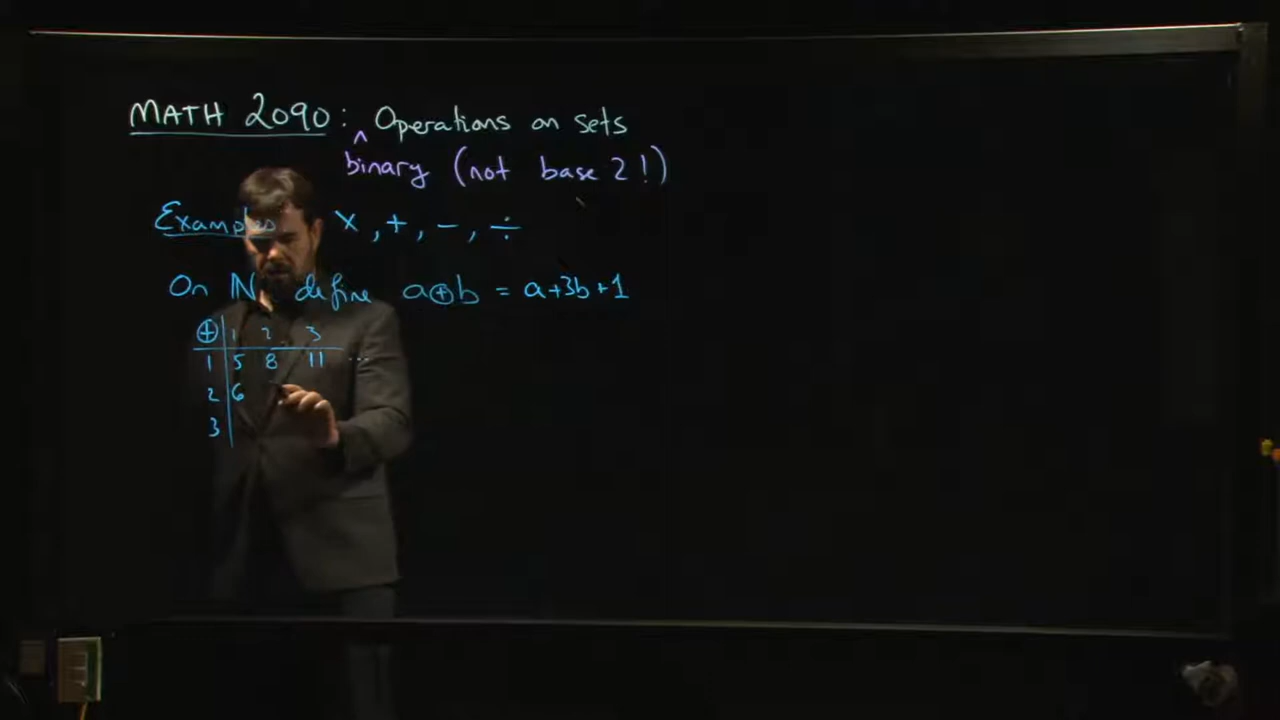 MATH 2090: Operations on sets
^
binary (not base 2!)
Examples ×, +, −, ÷
On ℕ define a⊕b = a+3b+1
⊕ 1 2 3
1 5 8 11 ...
2 6
3